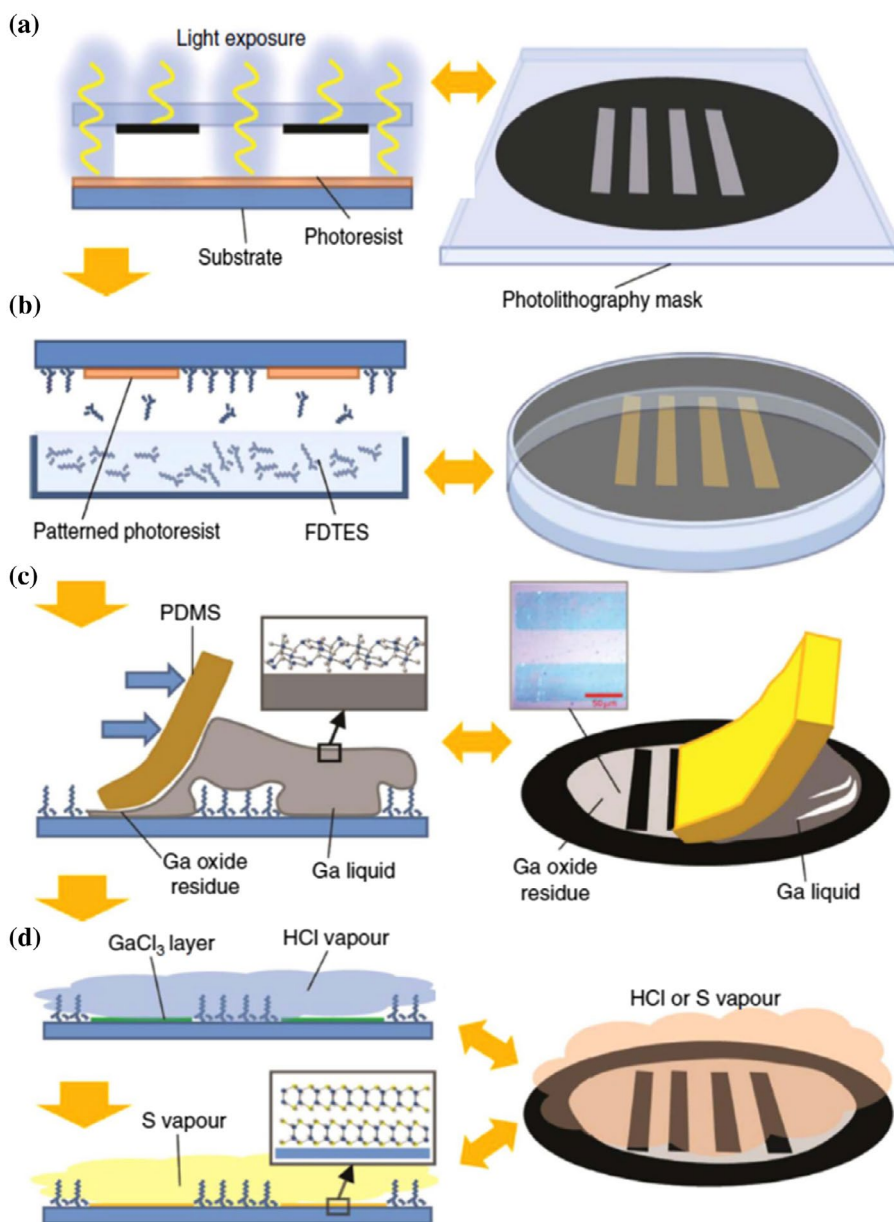 (a)
Light exposure
Photoresist
Substrate
Photolithography mask
(b)
Patterned photoresist
FDTES
(c)
PDMS
50μm
Ga oxide
residue
Ga liquid
Ga oxide
residue
Ga liquid
(d)
GaCl₃ layer
HCl vapour
HCl or S vapour
S vapour